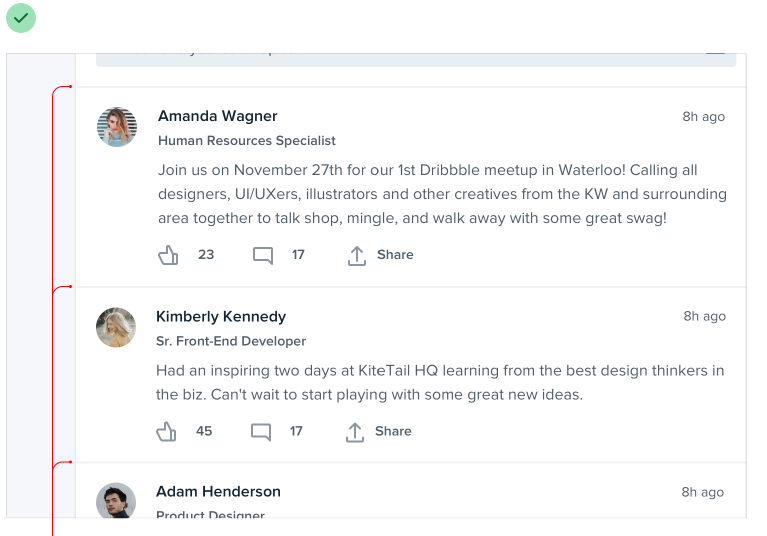 Amanda Wagner
8h ago
Human Resources Specialist
Join us on November 27th for our 1st Dribbble meetup in Waterloo! Calling all
designers, UI/UXers, illustrators and other creatives from the KW and surrounding
area together to talk shop, mingle, and walk away with some great swag!
23 17 Share
Kimberly Kennedy
8h ago
Sr. Front-End Developer
Had an inspiring two days at KiteTail HQ learning from the best design thinkers in
the biz. Can't wait to start playing with some great new ideas.
45 17 Share
Adam Henderson
8h ago
Product Designer